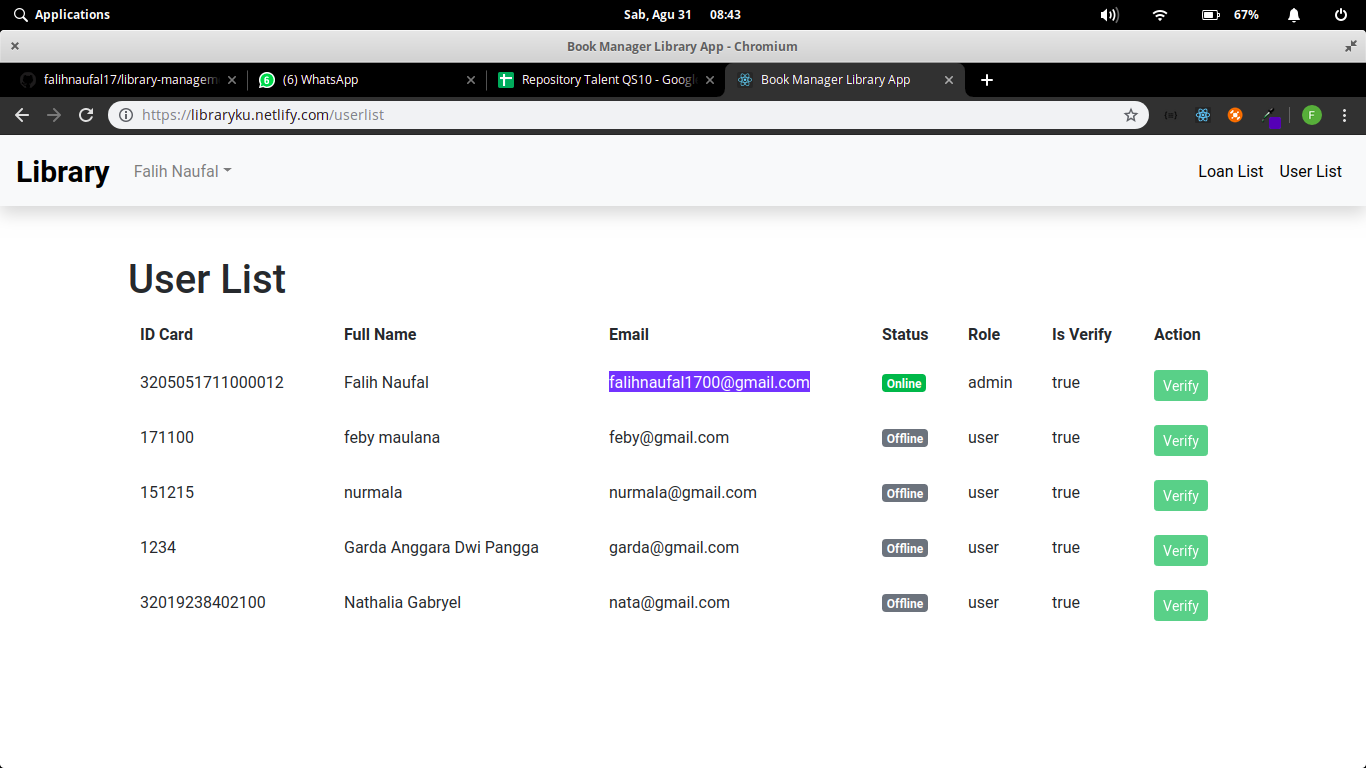 Applications Sab, Agu 31 08:43 67%
Book Manager Library App - Chromium
falihnaufal17/library-managem (6) WhatsApp Repository Talent QS10 - Googl Book Manager Library App
https://libraryku.netlify.com/userlist F
Library Falih Naufal Loan List User List
User List
ID Card Full Name Email Status Role Is Verify Action
3205051711000012 Falih Naufal falihnaufal1700@gmail.com Online admin true Verify
171100 feby maulana feby@gmail.com Offline user true Verify
151215 nurmala nurmala@gmail.com Offline user true Verify
1234 Garda Anggara Dwi Pangga garda@gmail.com Offline user true Verify
32019238402100 Nathalia Gabryel nata@gmail.com Offline user true Verify